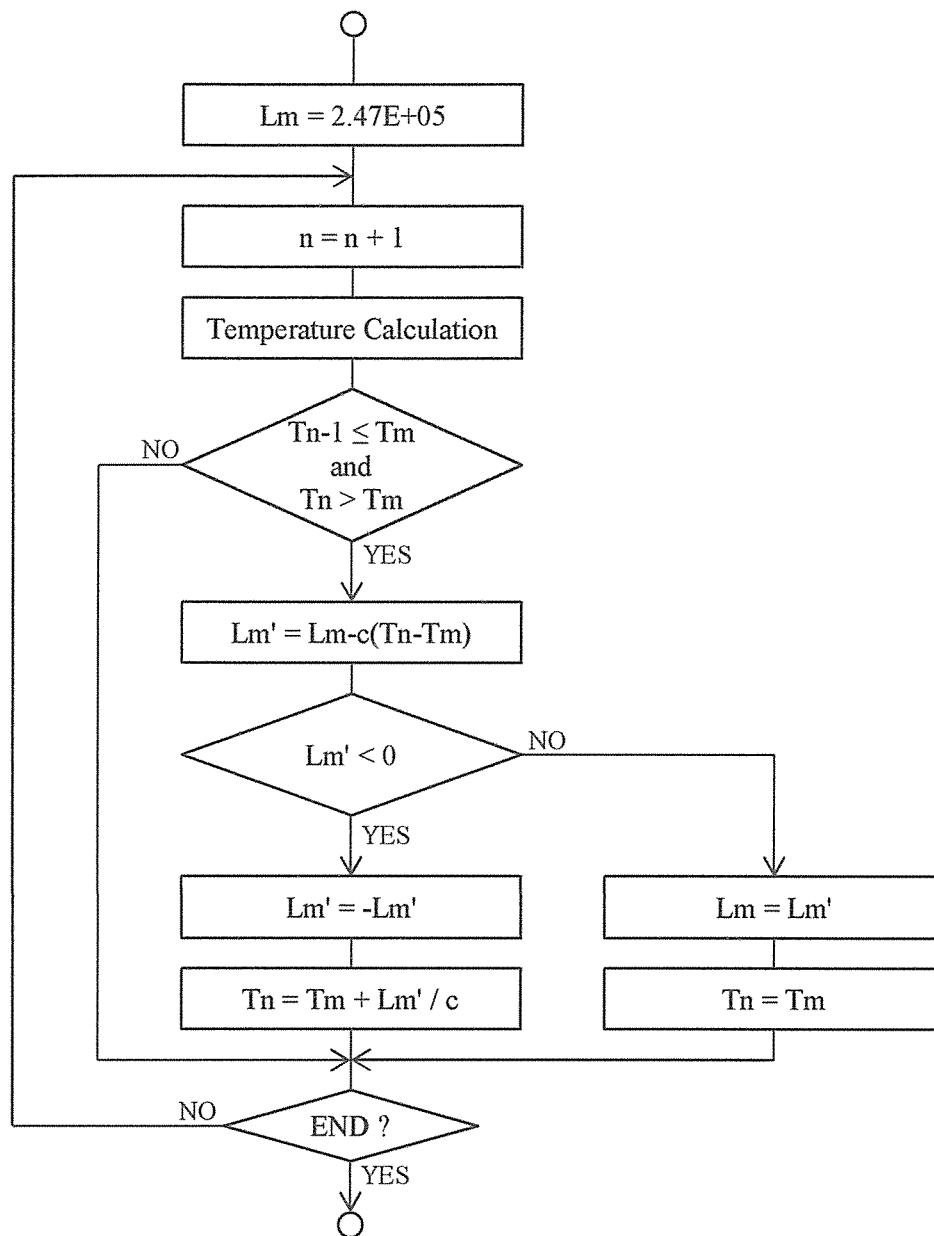 Lm = 2.47E+05
n = n + 1
Temperature Calculation
Tn-1 ≤ Tm
and
Tn > Tm
NO
YES
Lm' = Lm-c(Tn-Tm)
Lm' < 0
NO
YES
Lm' = -Lm'
Lm = Lm'
Tn = Tm + Lm' / c
Tn = Tm
NO
END ?
YES